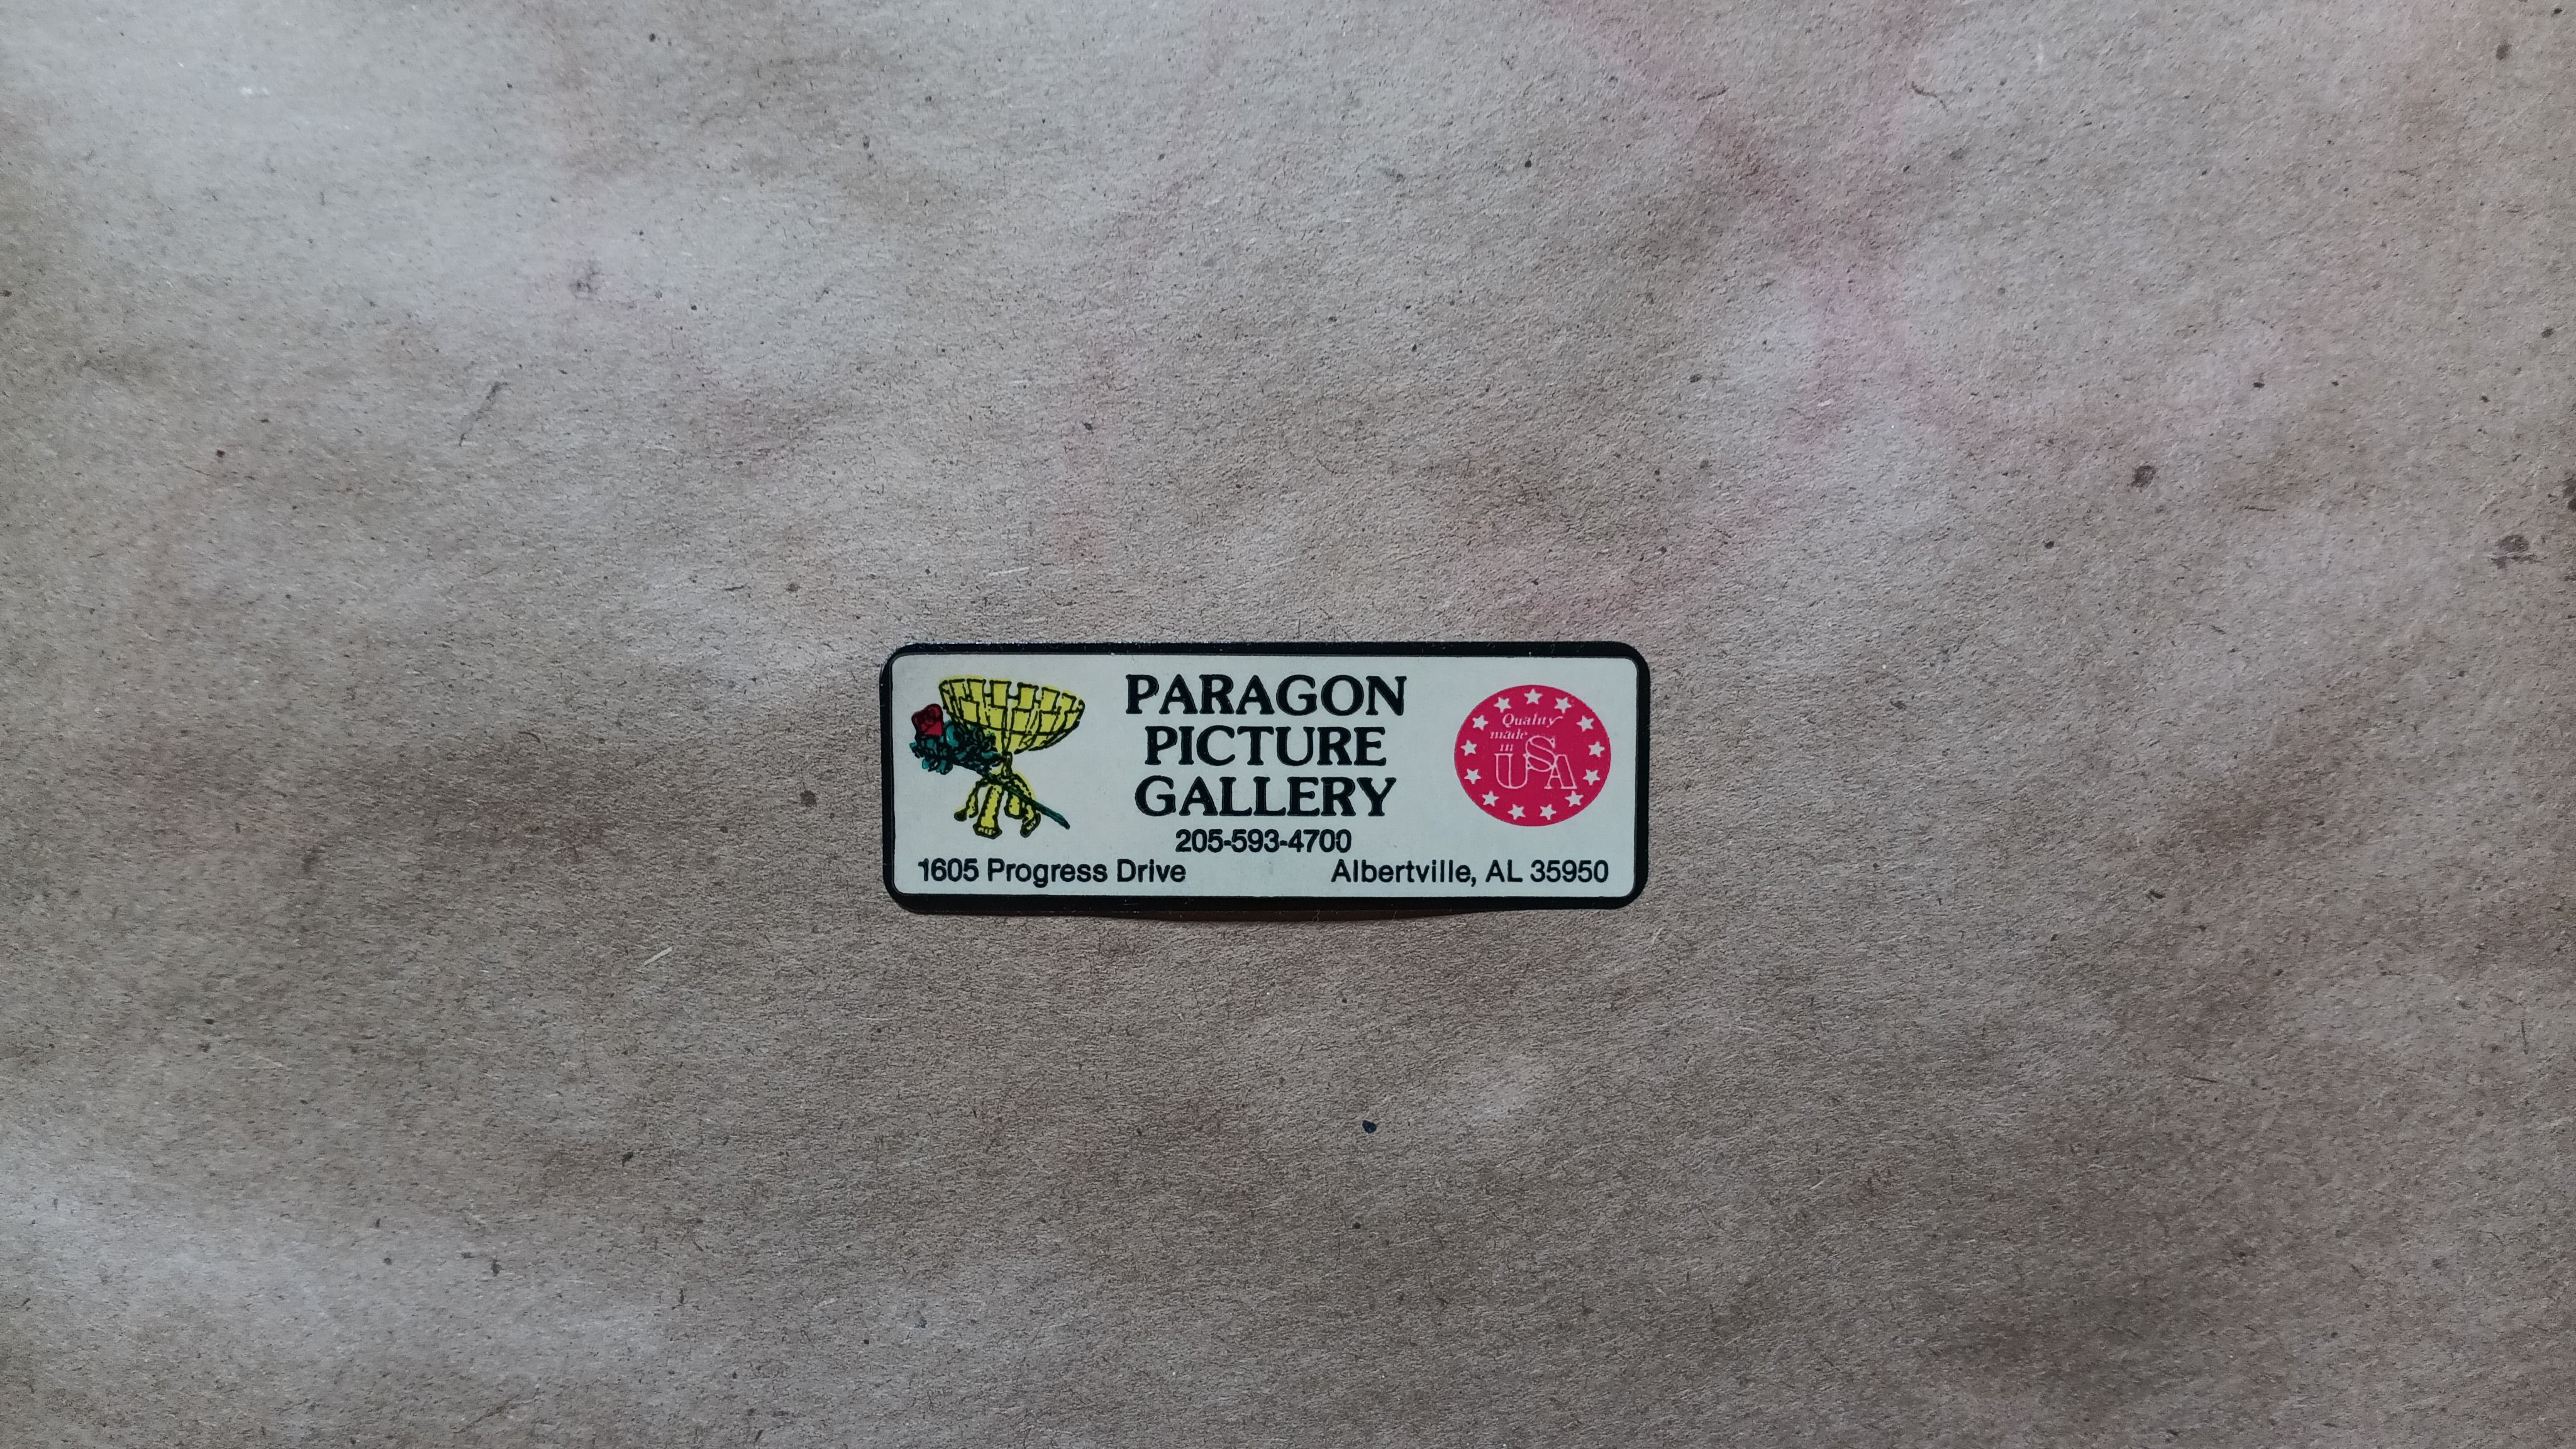 PARAGON
PICTURE
GALLERY
205-593-4700
1605 Progress Drive Albertville, AL 35950
Quality
made
in
USA